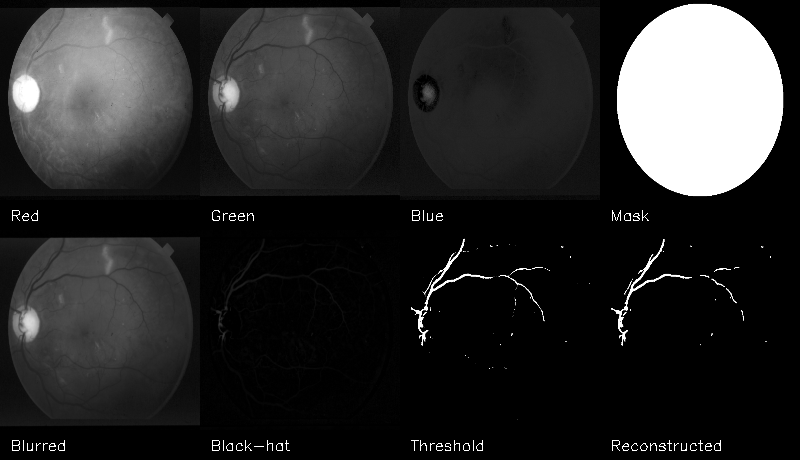 Red
Green
Blue
Mask
Blurred
Black-hat
Threshold
Reconstructed